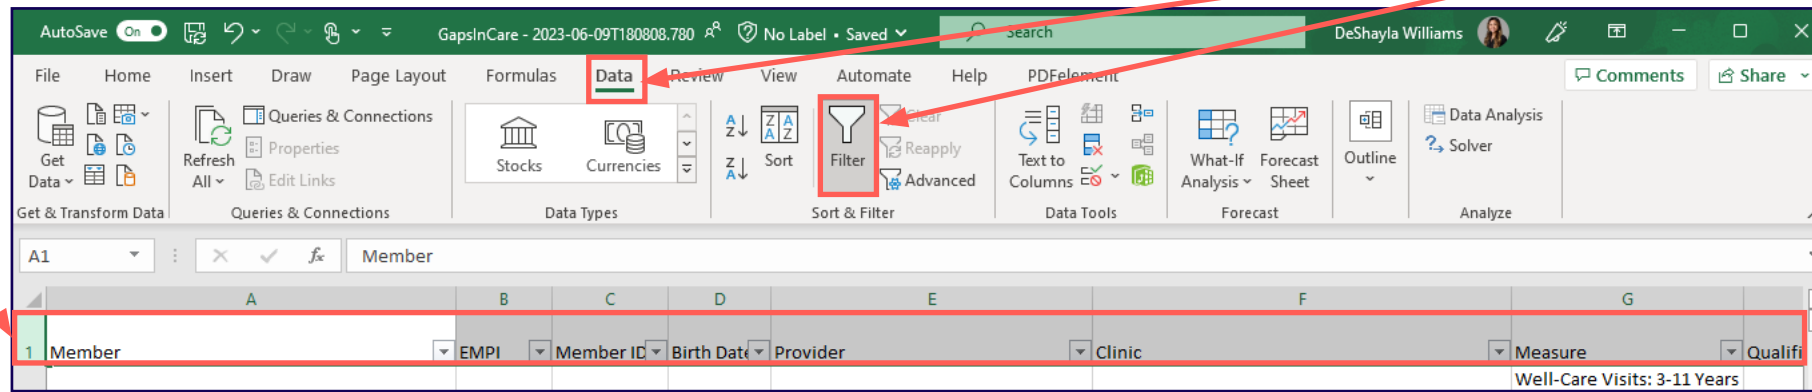 AutoSave On GapsInCare - 2023-06-09T180808.780 No Label • Saved Search DeShayla Williams
File Home Insert Draw Page Layout Formulas Data Review View Automate Help PDFelement Comments Share
Queries & Connections
Properties
Edit Links
Get Data
Refresh All
Stocks Currencies
Sort Filter
Clear
Reapply
Advanced
Text to Columns
What-If Analysis
Forecast Sheet
Outline
Data Analysis
Solver
Get & Transform Data Queries & Connections Data Types Sort & Filter Data Tools Forecast Analyze
A1 fx Member
A B C D E F G
1 Member EMPI Member ID Birth Date Provider Clinic Measure Qualifi
Well-Care Visits: 3-11 Years